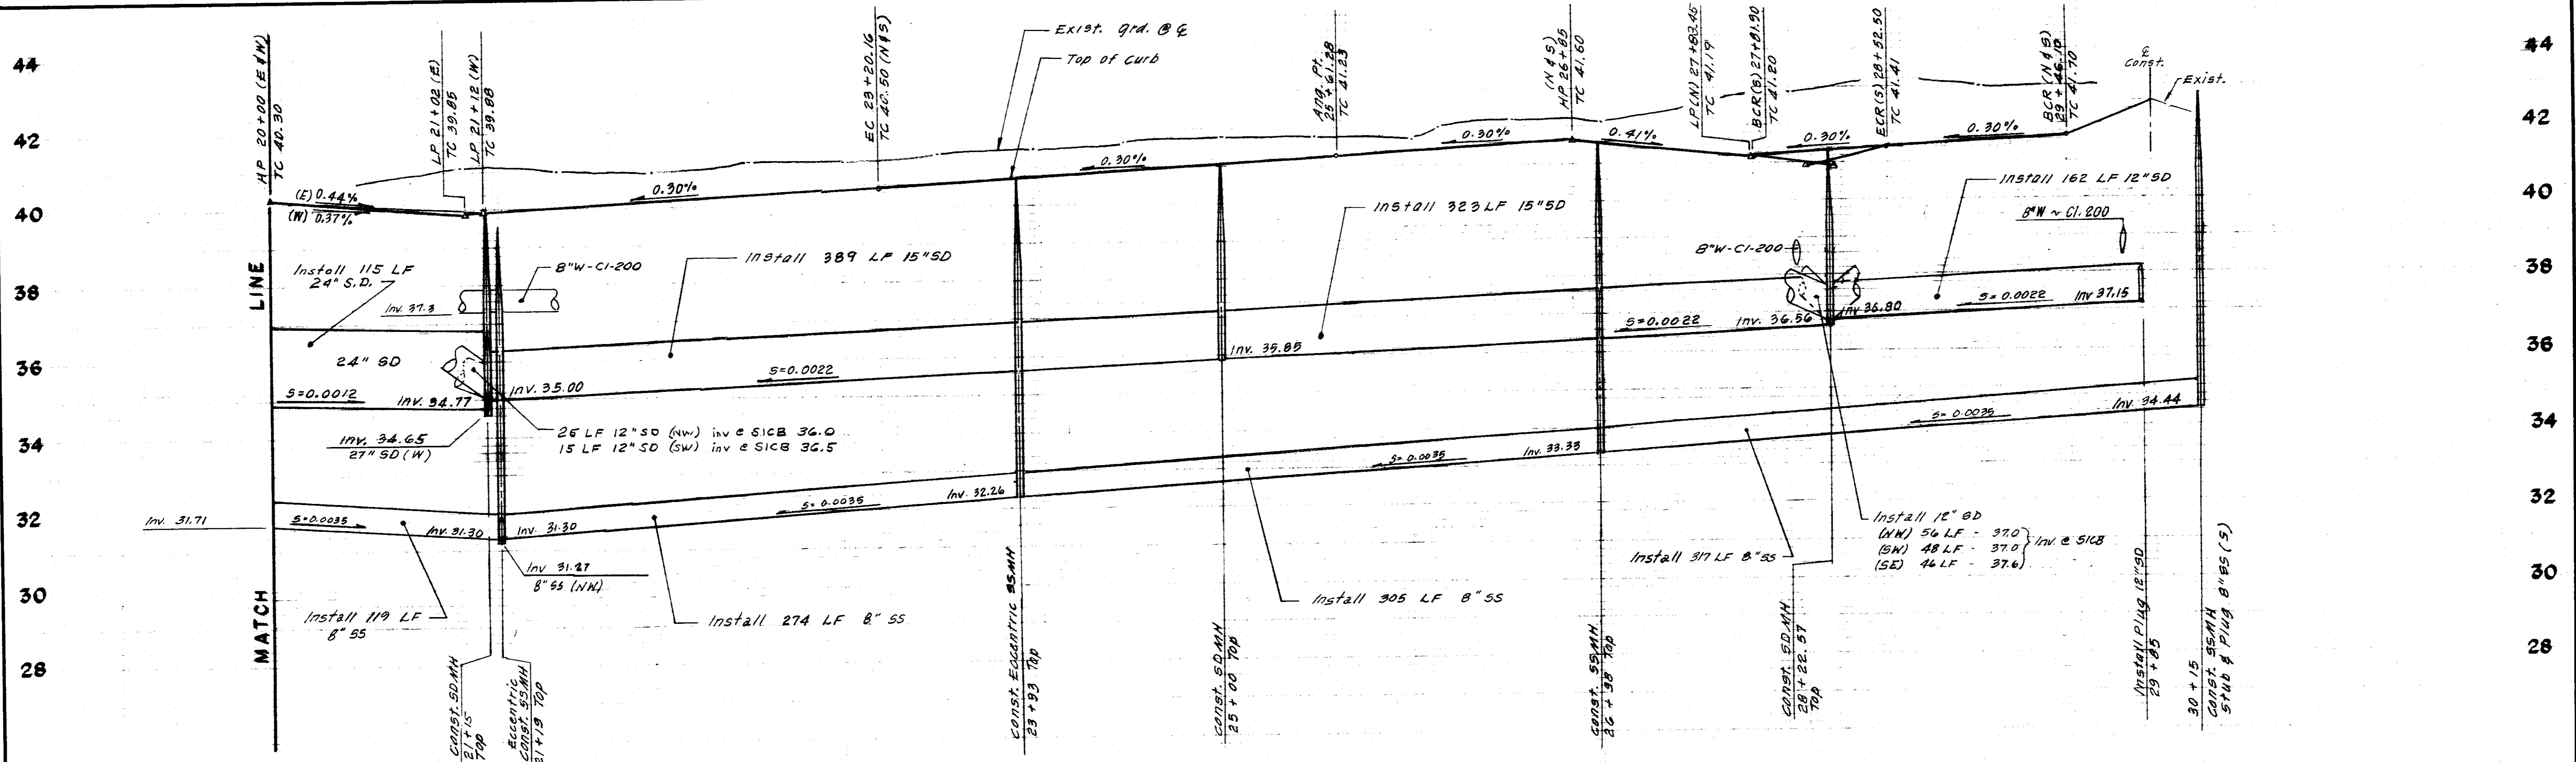 44
42
40
38
36
34
32
30
28
MATCH LINE
HP 20+00 (E & W)
TC 40.30
LP 21+02 (E)
TC 39.85
LP 21+12 (W)
TC 39.88
EC 23+20.16
TC 40.50 (N & S)
Exist. grd. @ ℄
Top of curb
Ang. Pt.
25+61.28
TC 41.23
(N & S)
HP 26+85
TC 41.60
LP(N) 27+83.45
TC 41.19
BCR(S) 27+81.90
TC 41.20
ECR(S) 28+52.50
TC 41.41
BCR (N & S)
29+46.10
TC 41.70
℄
Const.
Exist.
44
42
40
38
36
34
32
30
28
(E) 0.44%
(W) 0.37%
0.30%
0.30%
0.30%
0.41%
0.30%
0.30%
Install 115 LF
24" S.D.
Inv. 37.3
8"W-CI-200
Install 389 LF 15"SD
Install 323 LF 15"SD
8"W-CI-200
Install 162 LF 12"SD
8"W ~ CI. 200
24" SD
S=0.0012
Inv. 34.77
Inv. 35.00
S=0.0022
Inv. 35.85
S=0.0022
Inv. 36.56
Inv 36.80
S=0.0022
Inv 37.15
Inv. 34.65
27" SD (W)
25 LF 12" SD (NW) inv @ SICB 36.0
15 LF 12" SD (SW) inv @ SICB 36.5
Inv. 31.71
S=0.0035
Inv. 31.30
Inv. 31.30
S=0.0035
Inv. 32.26
S=0.0035
Inv. 33.33
S=0.0035
Inv. 34.44
Inv 31.27
8" SS (NW)
Install 119 LF
8" SS
Install 274 LF 8" SS
Install 305 LF 8" SS
Install 317 LF 8" SS
Install 12" SD
(NW) 56 LF - 37.0
(SW) 48 LF - 37.0
(SE) 46 LF - 37.6
Inv. @ SICB
Const. SDMH
21+15
Top
Eccentric
Const. SSMH
21+19 Top
Const. Eccentric SSMH
23+93 Top
Const. SDMH
25+00 Top
Const. SSMH
26+98 Top
Const. SDMH
28+22.57
Top
Install Plug 12"SD
29+85
30+15
Const. SSMH
Stub & Plug 8"SS (S)